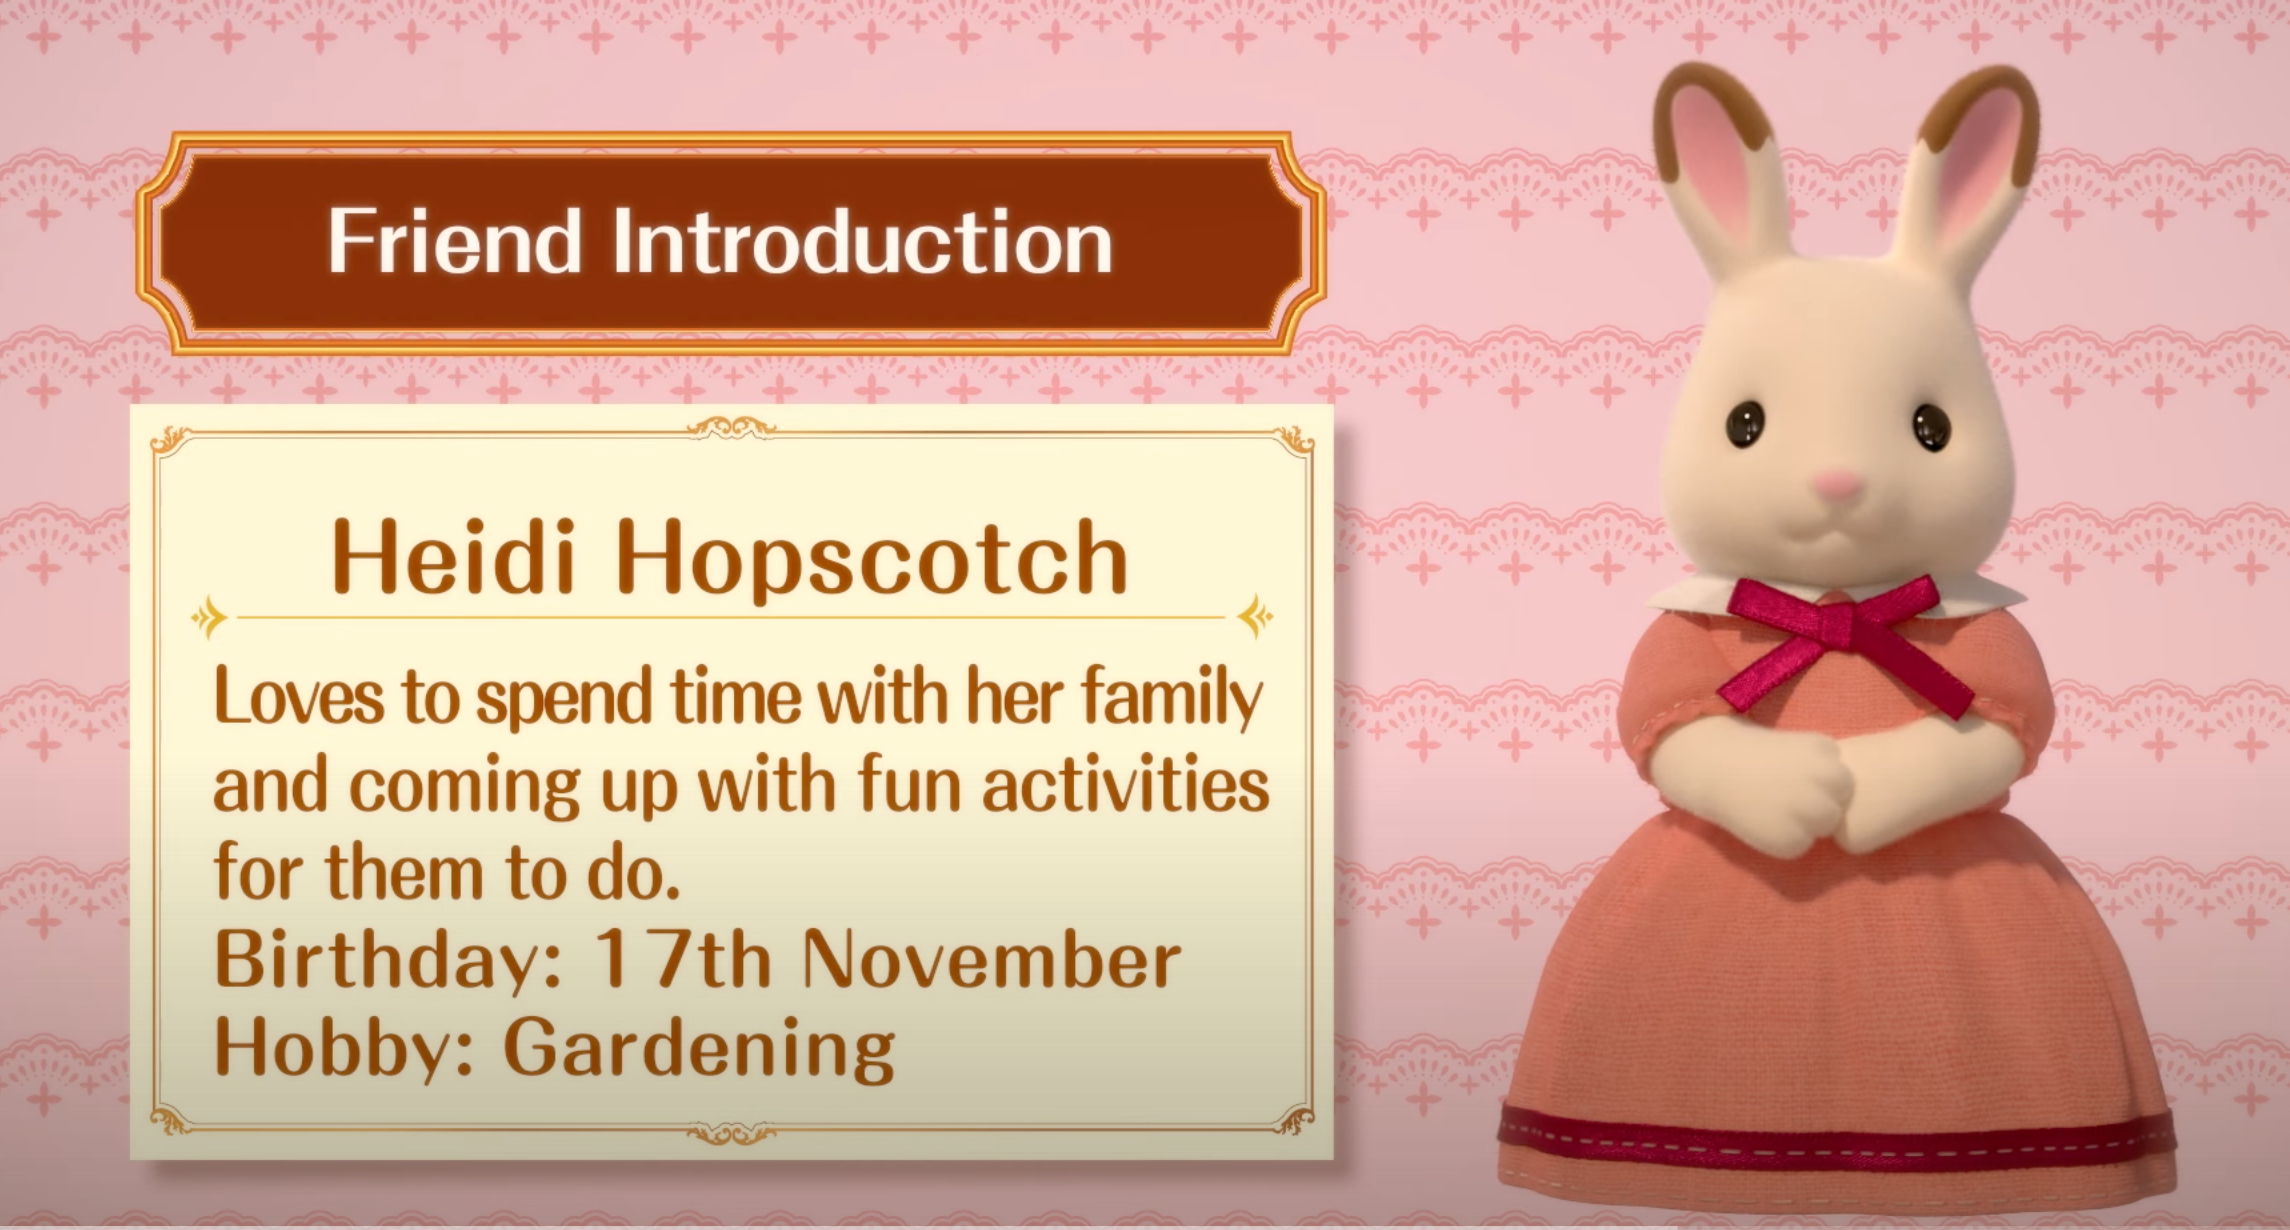 Friend Introduction
Heidi Hopscotch
Loves to spend time with her family
and coming up with fun activities
for them to do.
Birthday: 17th November
Hobby: Gardening